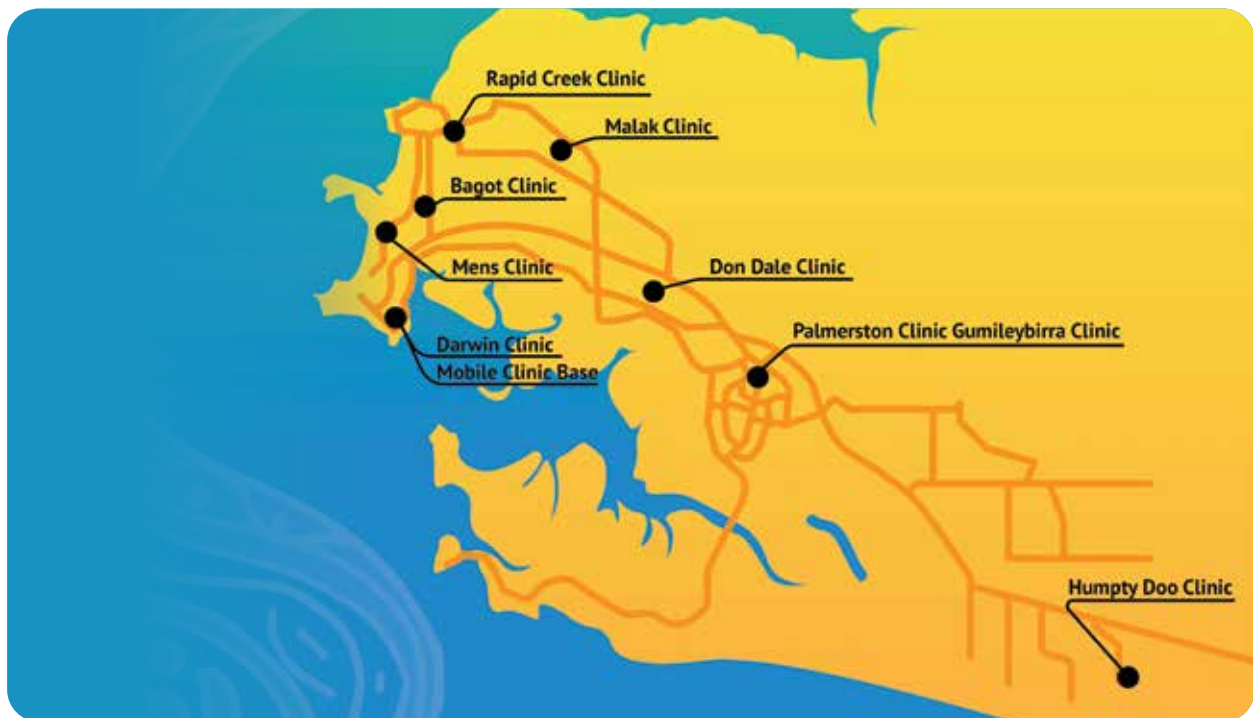 Rapid Creek Clinic
Malak Clinic
Bagot Clinic
Mens Clinic
Don Dale Clinic
Darwin Clinic
Mobile Clinic Base
Palmerston Clinic Gumileybirra Clinic
Humpty Doo Clinic